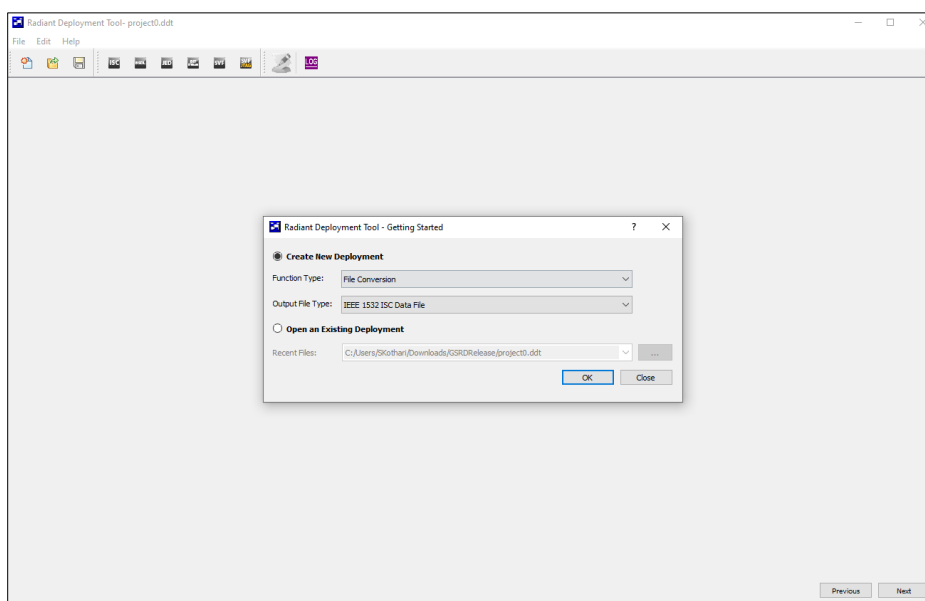 Radiant Deployment Tool- project0.ddt
File Edit Help
ISC JED SVF LOG
Radiant Deployment Tool - Getting Started ?
Create New Deployment
Function Type: File Conversion
Output File Type: IEEE 1532 ISC Data File
Open an Existing Deployment
Recent Files: C:/Users/SKothari/Downloads/GSRDRelease/project0.ddt ...
OK Close
Previous Next